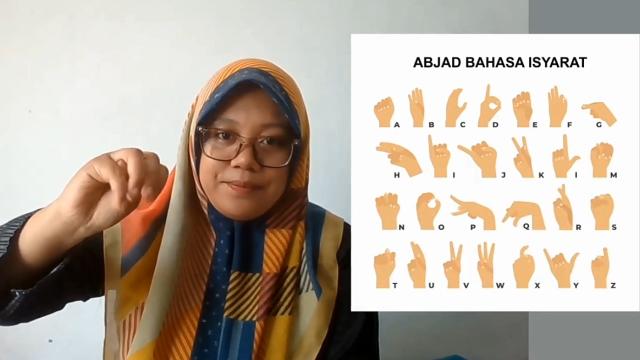 ABJAD BAHASA ISYARAT
A B C D E F G
H I J K I M
N O P Q R S
T U V W X Y Z